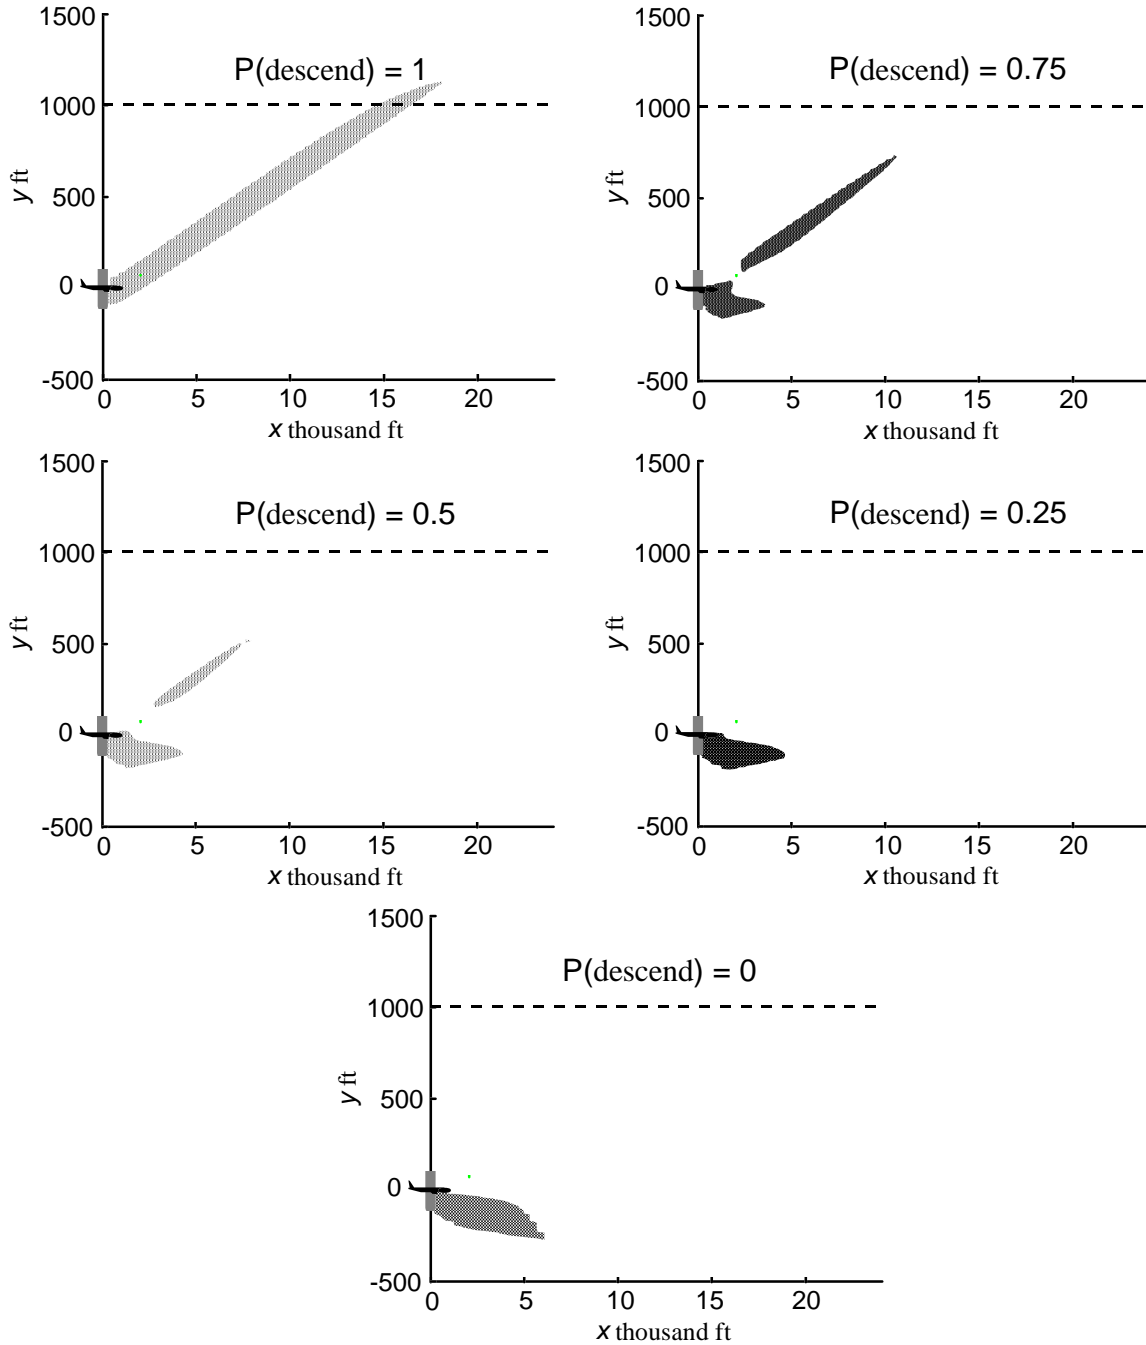 1500
P(descend) = 1
1000
500
y ft
0
-500
0 5 10 15 20
x thousand ft
1500
P(descend) = 0.75
1000
500
y ft
0
-500
0 5 10 15 20
x thousand ft
1500
P(descend) = 0.5
1000
500
y ft
0
-500
0 5 10 15 20
x thousand ft
1500
P(descend) = 0.25
1000
500
y ft
0
-500
0 5 10 15 20
x thousand ft
1500
P(descend) = 0
1000
500
y ft
0
-500
0 5 10 15 20
x thousand ft